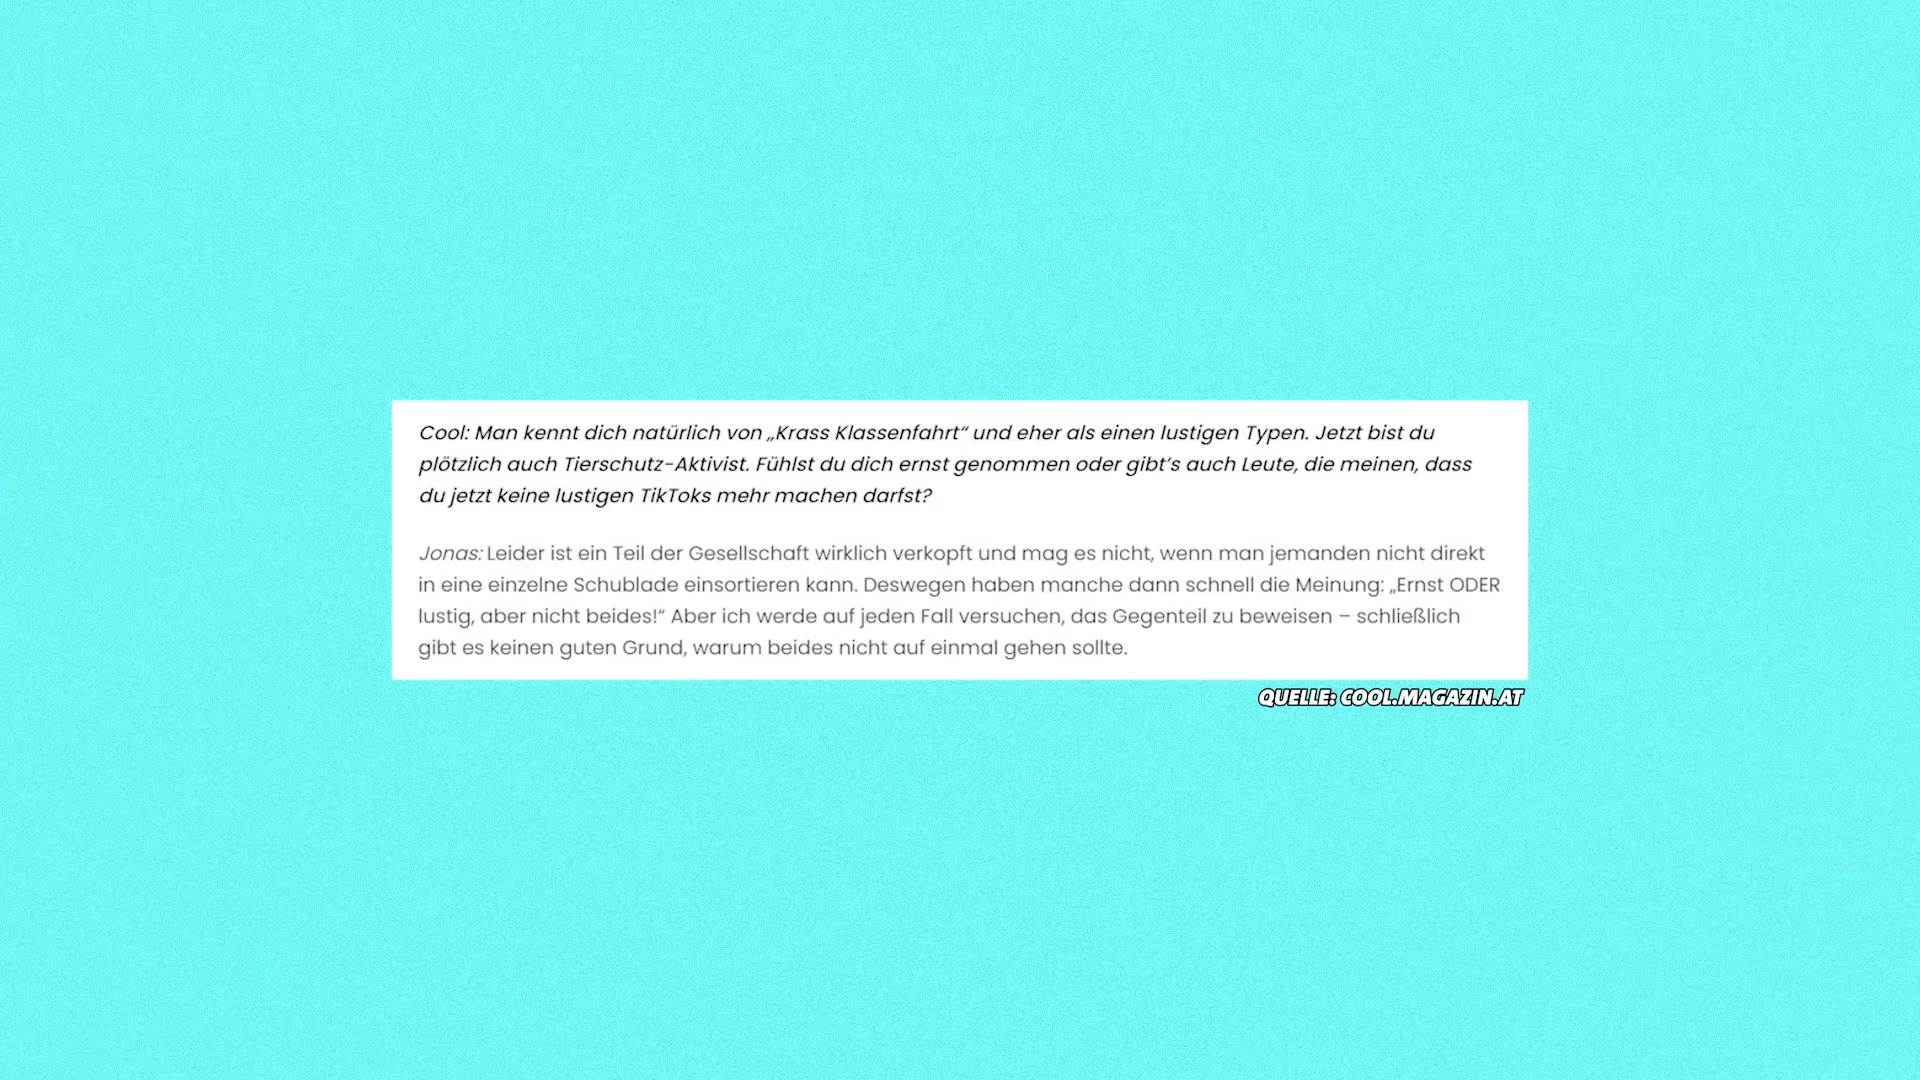 Cool: Man kennt dich natürlich von „Krass Klassenfahrt“ und eher als einen lustigen Typen. Jetzt bist du
plötzlich auch Tierschutz-Aktivist. Fühlst du dich ernst genommen oder gibt’s auch Leute, die meinen, dass
du jetzt keine lustigen TikToks mehr machen darfst?
Jonas: Leider ist ein Teil der Gesellschaft wirklich verkopft und mag es nicht, wenn man jemanden nicht direkt
in eine einzelne Schublade einsortieren kann. Deswegen haben manche dann schnell die Meinung: „Ernst ODER
lustig, aber nicht beides!“ Aber ich werde auf jeden Fall versuchen, das Gegenteil zu beweisen – schließlich
gibt es keinen guten Grund, warum beides nicht auf einmal gehen sollte.
QUELLE: COOL.MAGAZIN.AT